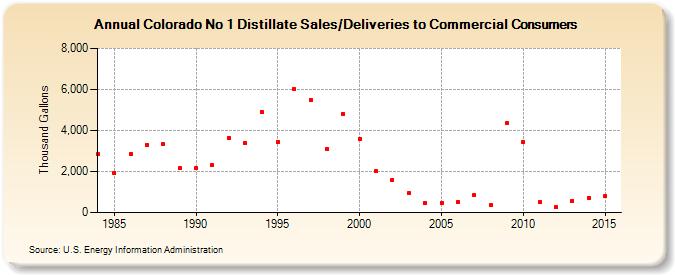 Annual Colorado No 1 Distillate Sales/Deliveries to Commercial Consumers
Thousand Gallons
8,000
6,000
4,000
2,000
0
1985 1990 1995 2000 2005 2010 2015
Source: U.S. Energy Information Administration